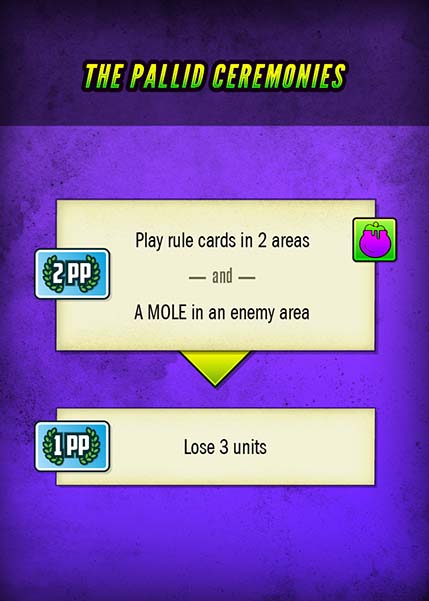 THE PALLID CEREMONIES
Play rule cards in 2 areas
2 PP
— and —
A MOLE in an enemy area
1 PP
Lose 3 units